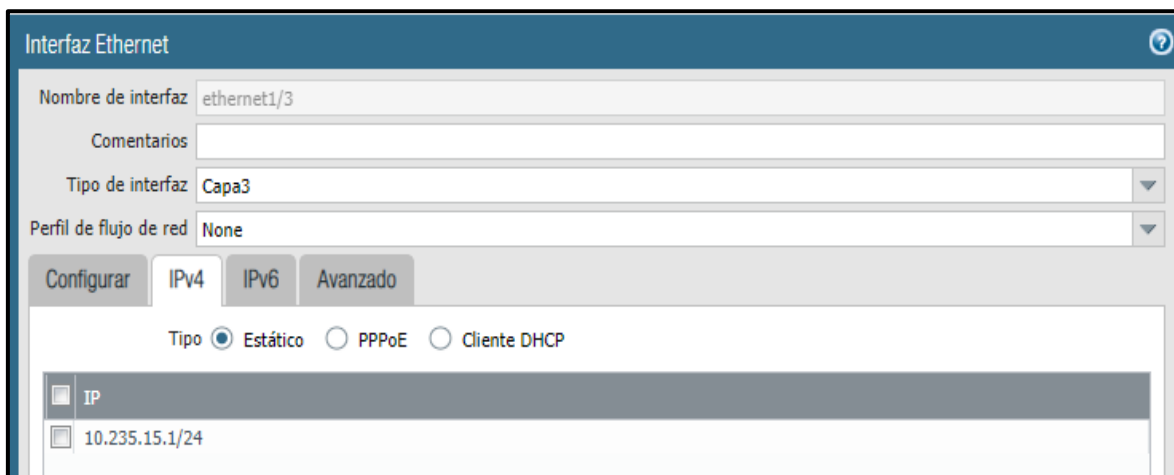 Interfaz Ethernet
Nombre de interfaz ethernet1/3
Comentarios
Tipo de interfaz Capa3
Perfil de flujo de red None
Configurar IPv4 IPv6 Avanzado
Tipo Estático PPPoE Cliente DHCP
IP
10.235.15.1/24